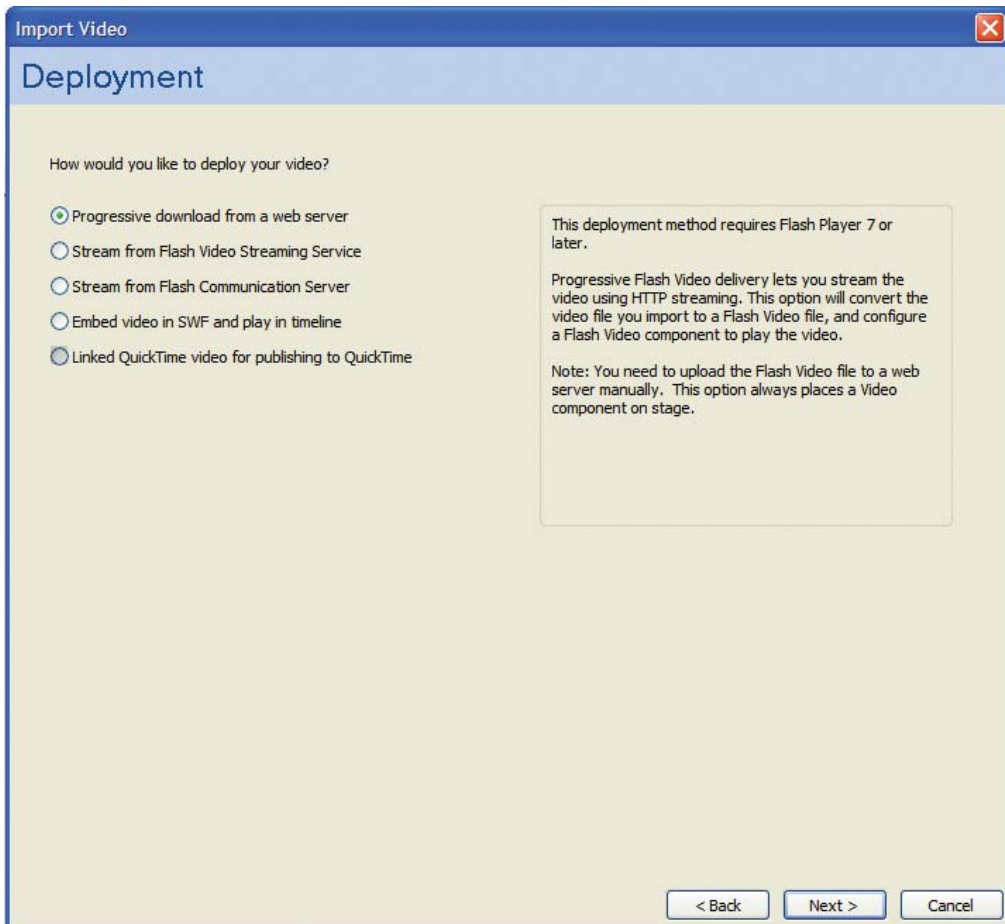 Import Video
Deployment
How would you like to deploy your video?
Progressive download from a web server
Stream from Flash Video Streaming Service
Stream from Flash Communication Server
Embed video in SWF and play in timeline
Linked QuickTime video for publishing to QuickTime
This deployment method requires Flash Player 7 or
later.
Progressive Flash Video delivery lets you stream the
video using HTTP streaming. This option will convert the
video file you import to a Flash Video file, and configure
a Flash Video component to play the video.
Note: You need to upload the Flash Video file to a web
server manually. This option always places a Video
component on stage.
< Back
Next >
Cancel